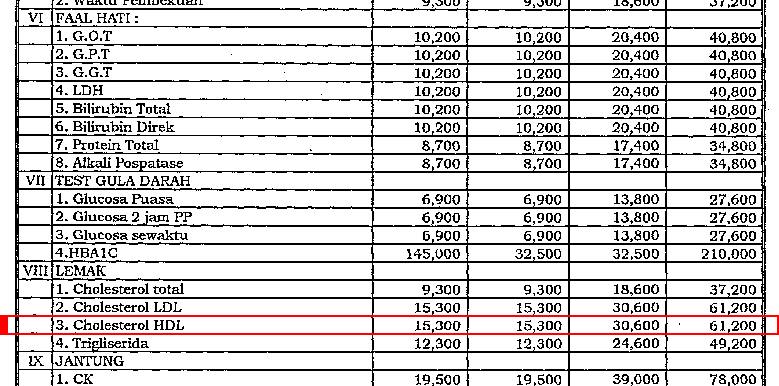 2. Waktu Pembekuan 9,300 9,300 18,600 37,200
VI FAAL HATI :
1. G.O.T 10,200 10,200 20,400 40,800
2. G.P.T 10,200 10,200 20,400 40,800
3. G.G.T 10,200 10,200 20,400 40,800
4. LDH 10,200 10,200 20,400 40,800
5. Bilirubin Total 10,200 10,200 20,400 40,800
6. Bilirubin Direk 10,200 10,200 20,400 40,800
7. Protein Total 8,700 8,700 17,400 34,800
8. Alkali Pospatase 8,700 8,700 17,400 34,800
VII TEST GULA DARAH
1. Glucosa Puasa 6,900 6,900 13,800 27,600
2. Glucosa 2 jam PP 6,900 6,900 13,800 27,600
3. Glucosa sewaktu 6,900 6,900 13,800 27,600
4.HBA1C 145,000 32,500 32,500 210,000
VIII LEMAK
1. Cholesterol total 9,300 9,300 18,600 37,200
2. Cholesterol LDL 15,300 15,300 30,600 61,200
3. Cholesterol HDL 15,300 15,300 30,600 61,200
4. Trigliserida 12,300 12,300 24,600 49,200
IX JANTUNG
1. CK 19,500 19,500 39,000 78,000